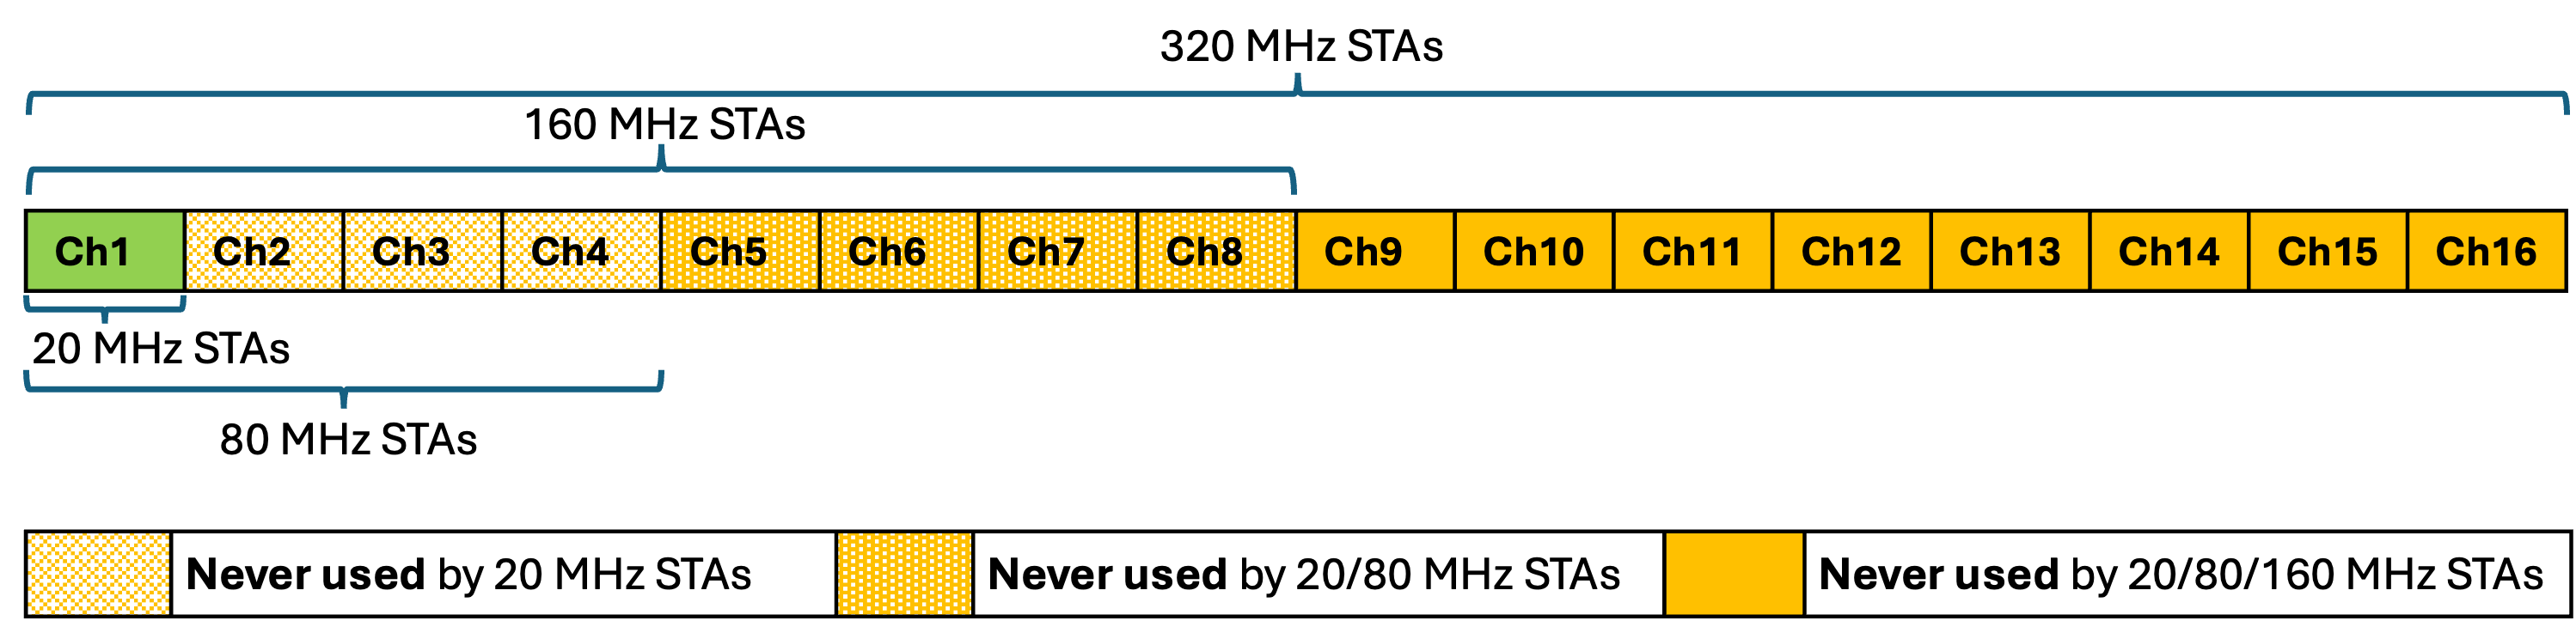 320 MHz STAs
160 MHz STAs
Ch1 Ch2 Ch3 Ch4 Ch5 Ch6 Ch7 Ch8 Ch9 Ch10 Ch11 Ch12 Ch13 Ch14 Ch15 Ch16
20 MHz STAs
80 MHz STAs
Never used by 20 MHz STAs Never used by 20/80 MHz STAs Never used by 20/80/160 MHz STAs